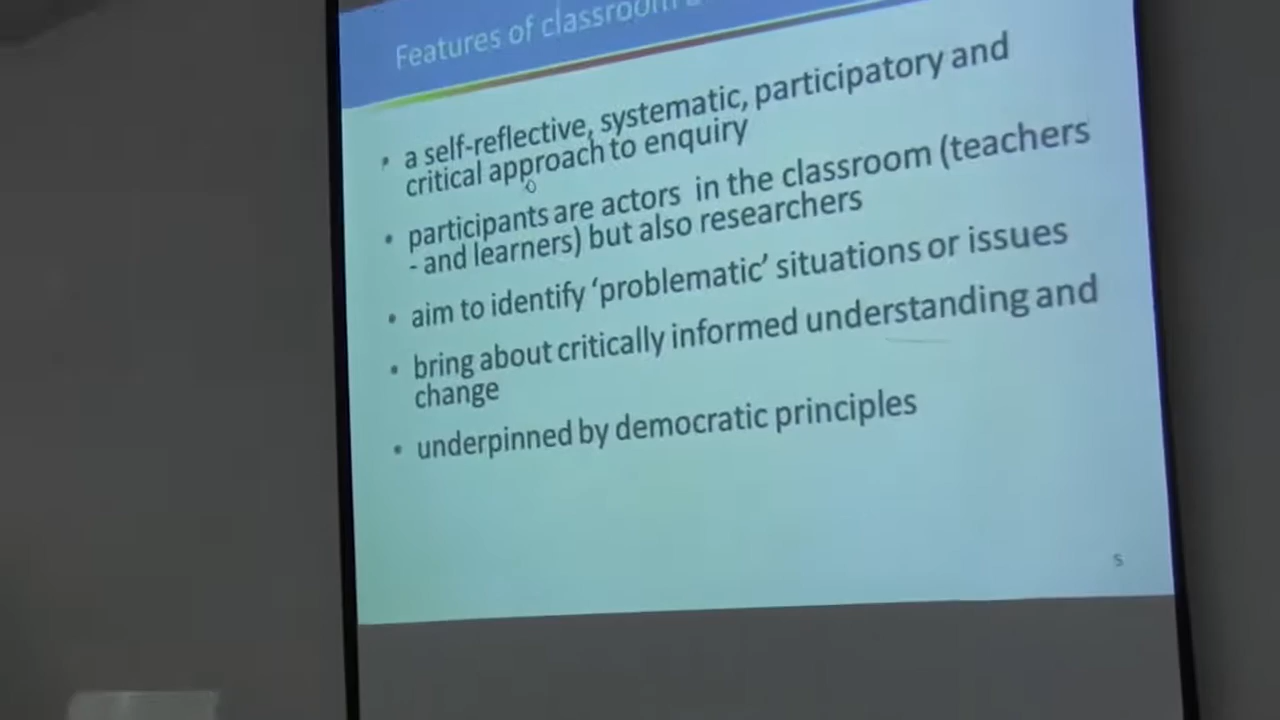 Features of classroom
• a self-reflective, systematic, participatory and
critical approach to enquiry
• participants are actors in the classroom (teachers
- and learners) but also researchers
• aim to identify ‘problematic’ situations or issues
• bring about critically informed understanding and
change
• underpinned by democratic principles
5